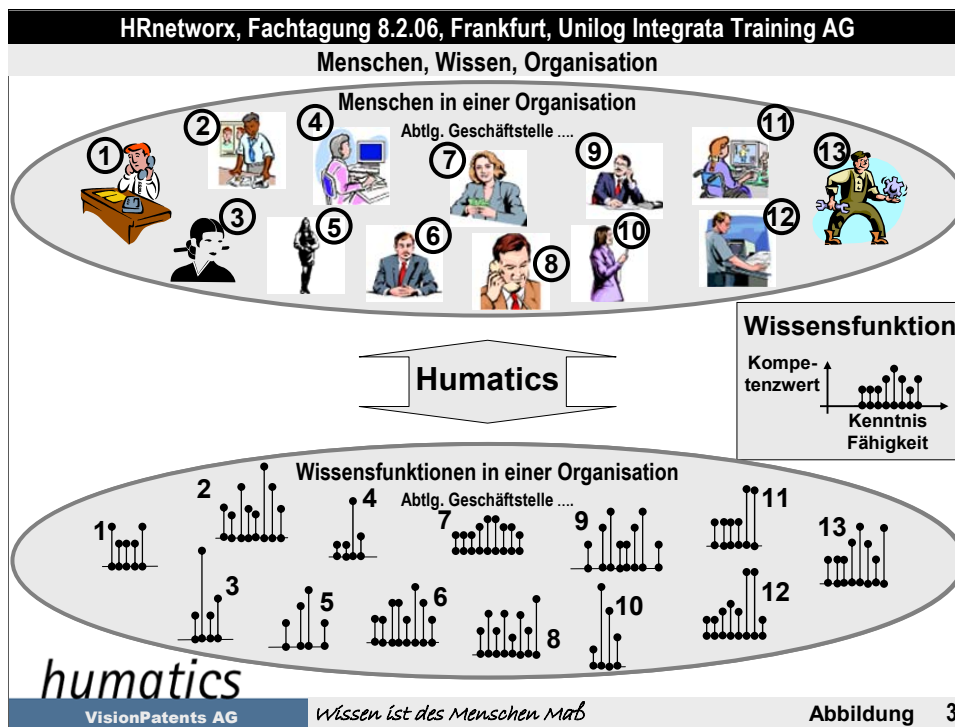 HRnetworx, Fachtagung 8.2.06, Frankfurt, Unilog Integrata Training AG
Menschen, Wissen, Organisation
Menschen in einer Organisation
Abtlg. Geschäftstelle ....
1
2
3
4
5
6
7
8
9
10
11
12
13
Humatics
Wissensfunktion
Kompe-
tenzwert
Kenntnis
Fähigkeit
Wissensfunktionen in einer Organisation
Abtlg. Geschäftstelle ....
1
2
3
4
5
6
7
8
9
10
11
12
13
humatics
VisionPatents AG
Wissen ist des Menschen Maß
Abbildung 3